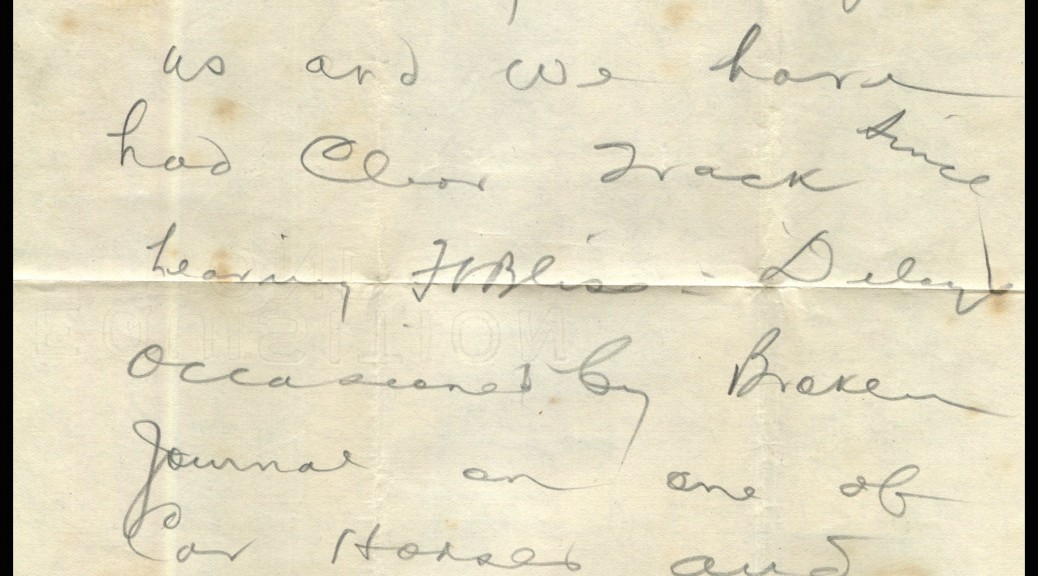 us and we have
had Clear Track since
leaving Ft Bliss - Delay
occasioned by Broken
Journal on one of
Car Horses and